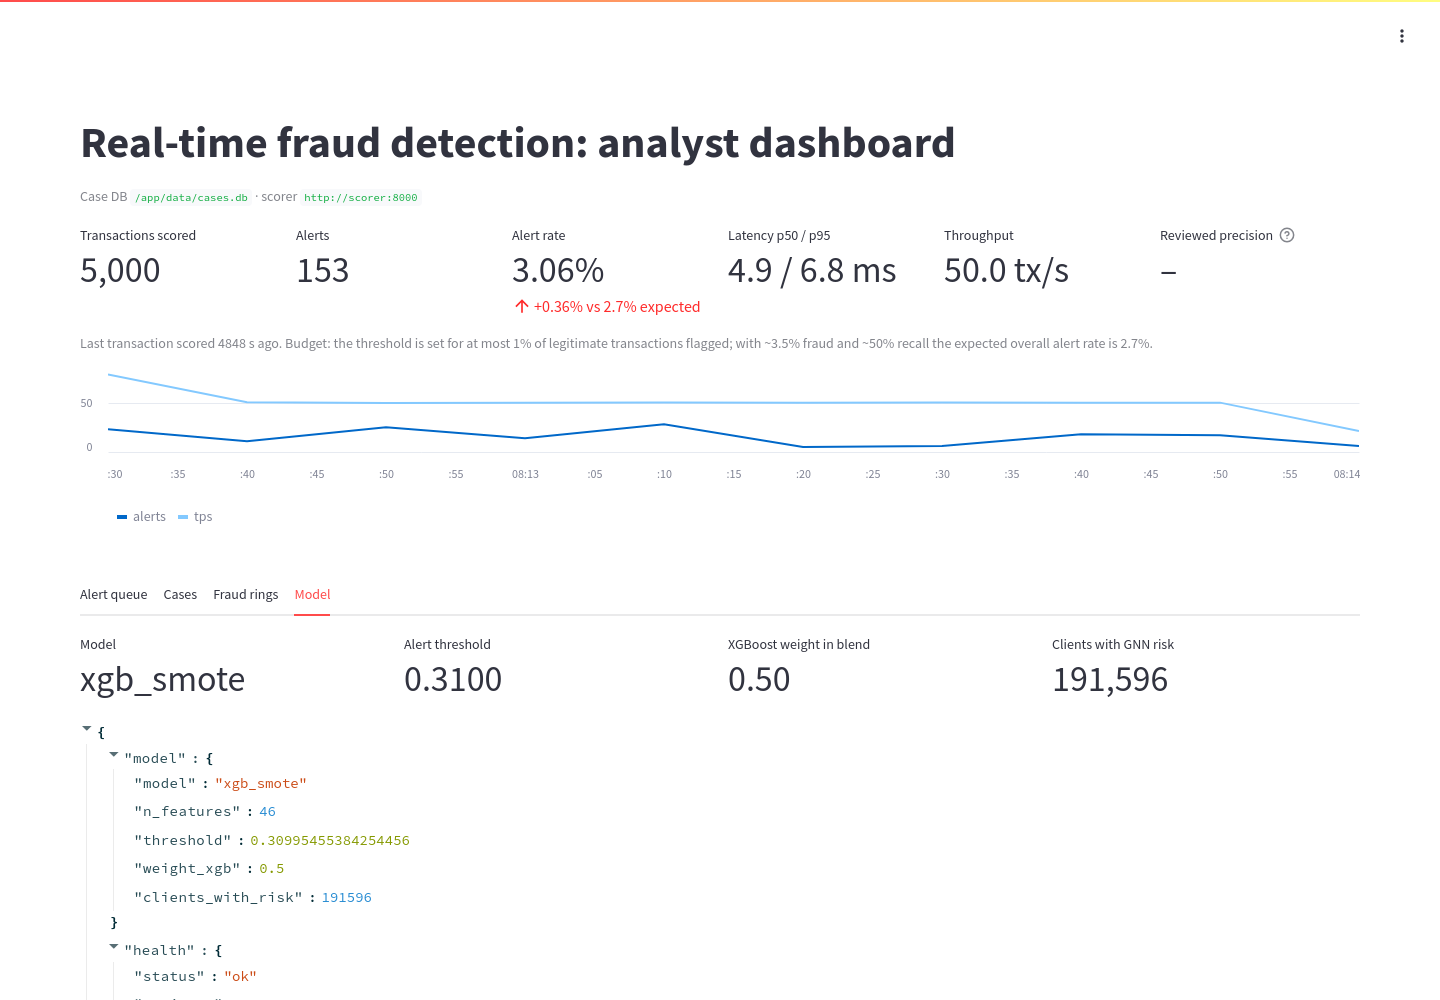 Real-time fraud detection: analyst dashboard
Case DB /app/data/cases.db · scorer http://scorer:8000
Transactions scored Alerts Alert rate Latency p50 / p95 Throughput Reviewed precision
5,000 153 3.06% 4.9 / 6.8 ms 50.0 tx/s –
+0.36% vs 2.7% expected
Last transaction scored 4848 s ago. Budget: the threshold is set for at most 1% of legitimate transactions flagged; with ~3.5% fraud and ~50% recall the expected overall alert rate is 2.7%.
50
0
:30 :35 :40 :45 :50 :55 08:13 :05 :10 :15 :20 :25 :30 :35 :40 :45 :50 :55 08:14
alerts tps
Alert queue Cases Fraud rings Model
Model Alert threshold XGBoost weight in blend Clients with GNN risk
xgb_smote 0.3100 0.50 191,596
{
"model" : {
"model" : "xgb_smote"
"n_features" : 46
"threshold" : 0.30995455384254456
"weight_xgb" : 0.5
"clients_with_risk" : 191596
}
"health" : {
"status" : "ok"